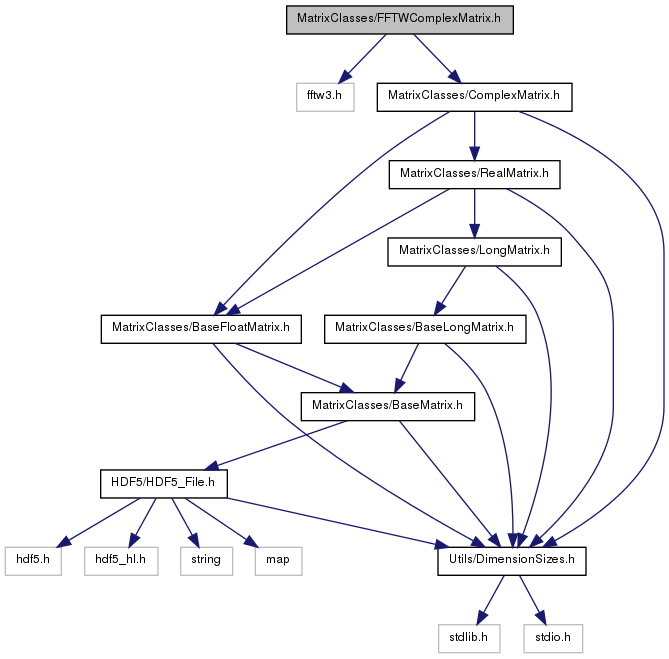 MatrixClasses/FFTWComplexMatrix.h
fftw3.h
MatrixClasses/ComplexMatrix.h
MatrixClasses/RealMatrix.h
MatrixClasses/LongMatrix.h
MatrixClasses/BaseFloatMatrix.h
MatrixClasses/BaseLongMatrix.h
MatrixClasses/BaseMatrix.h
HDF5/HDF5_File.h
hdf5.h
hdf5_hl.h
string
map
Utils/DimensionSizes.h
stdlib.h
stdio.h